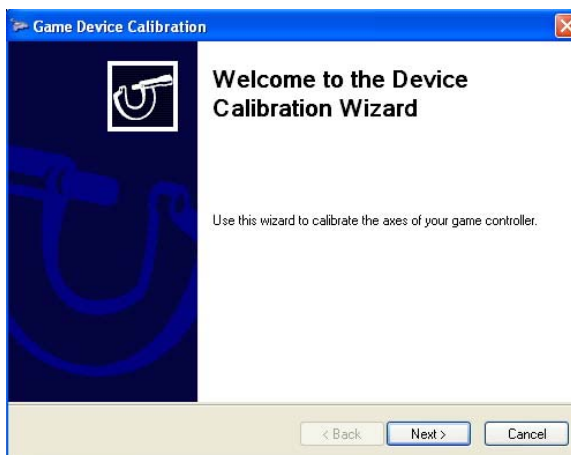 Game Device Calibration
Welcome to the Device
Calibration Wizard
Use this wizard to calibrate the axes of your game controller.
< Back Next > Cancel